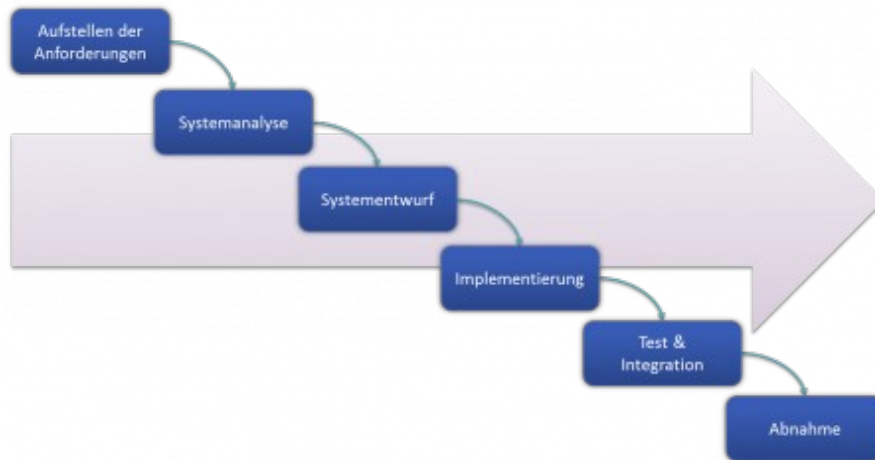 Aufstellen der
Anforderungen
Systemanalyse
Systementwurf
Implementierung
Test &
Integration
Abnahme